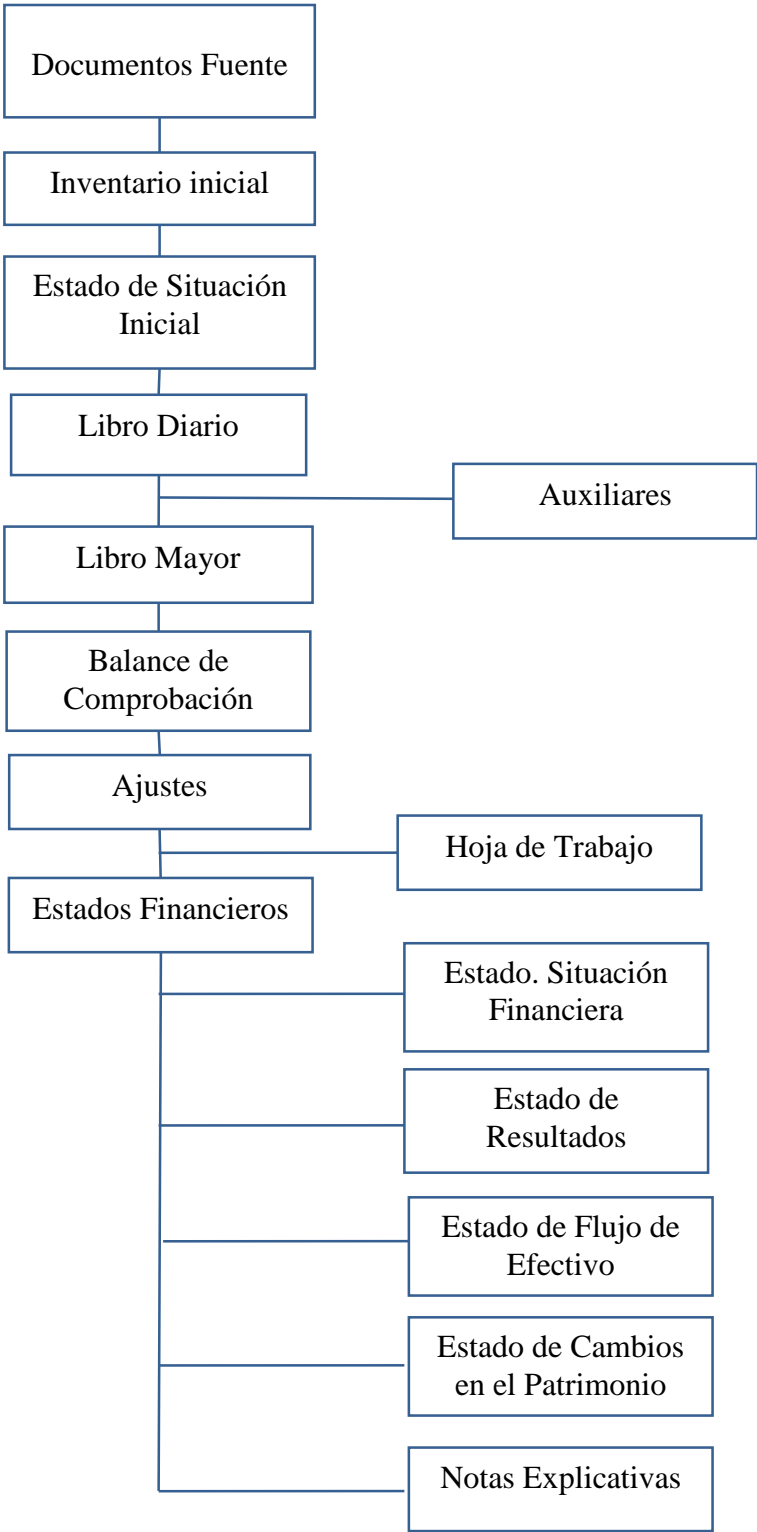 Documentos Fuente
Inventario inicial
Estado de Situación
Inicial
Libro Diario
Auxiliares
Libro Mayor
Balance de
Comprobación
Ajustes
Hoja de Trabajo
Estados Financieros
Estado. Situación
Financiera
Estado de
Resultados
Estado de Flujo de
Efectivo
Estado de Cambios
en el Patrimonio
Notas Explicativas